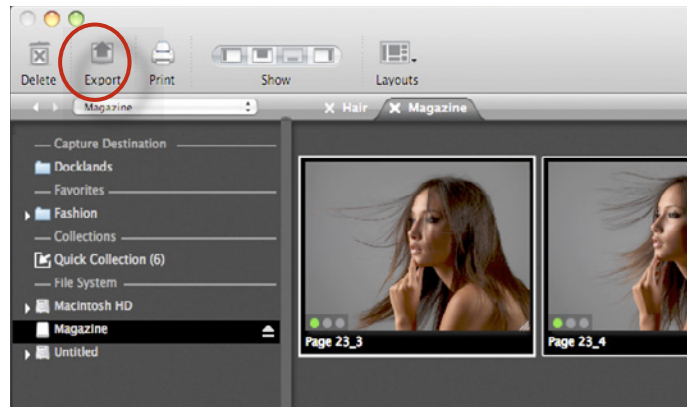 Delete Export Print Show Layouts
Magazine
Hair Magazine
Capture Destination
Docklands
Favorites
Fashion
Collections
Quick Collection (6)
File System
Macintosh HD
Magazine
Untitled
Page 23_3
Page 23_4